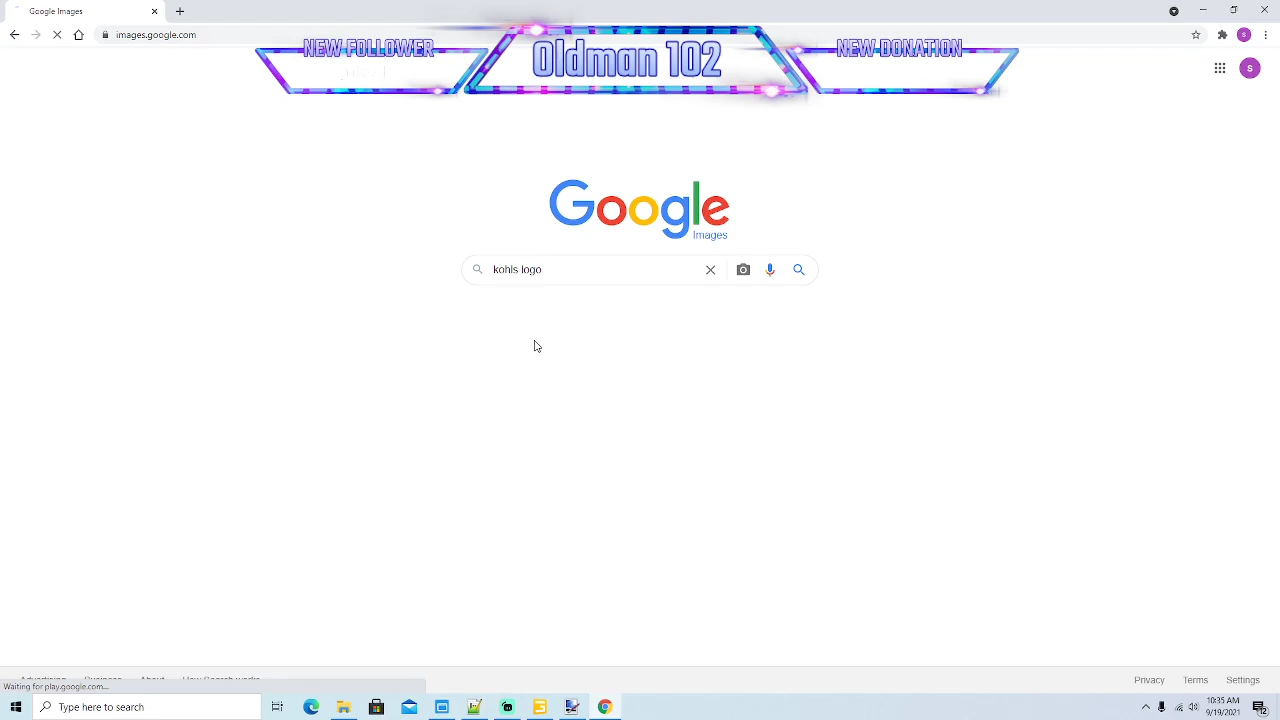 Google Images
images.google.com
NEW FOLLOWER
Oldman 102
NEW DONATION
S
S
Google
Images
kohls logo
Privacy Terms Settings
Waiting for play.google.com...
Type here to search
10:35 AM
9/19/2021